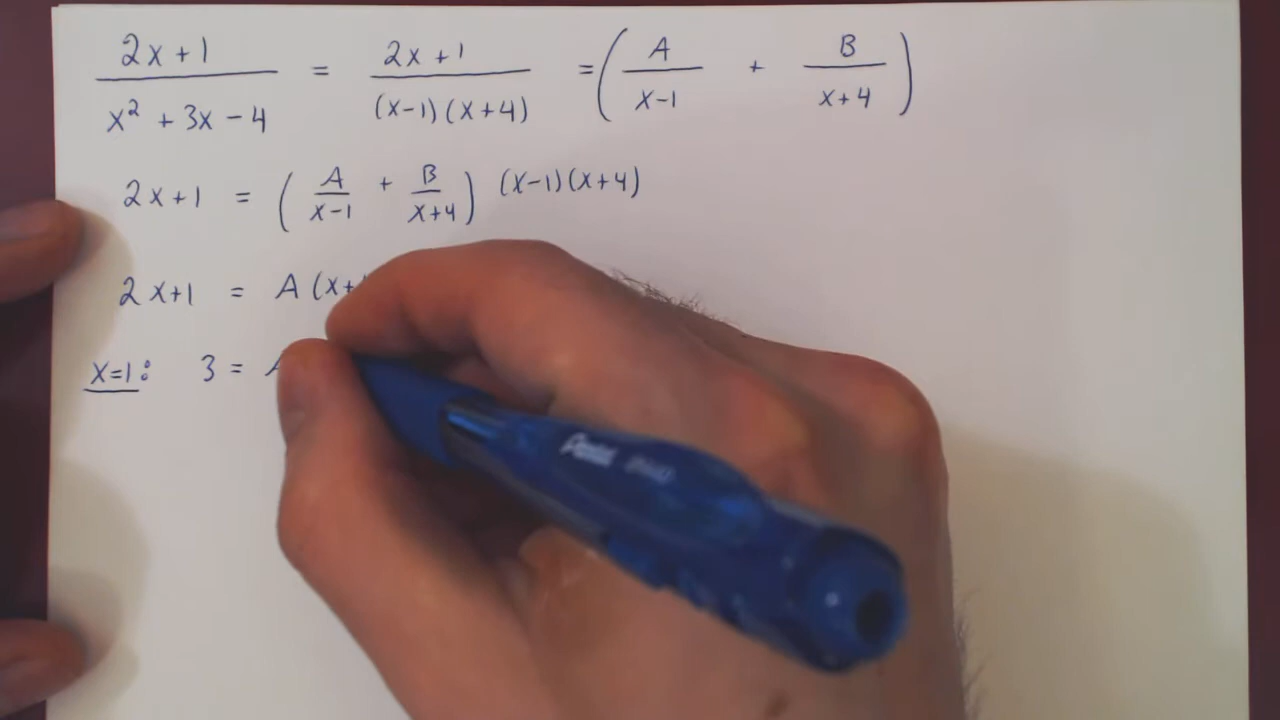 2x+1 / x² + 3x - 4 = 2x+1 / (x-1)(x+4) = (A / x-1 + B / x+4)
2x+1 = (A / x-1 + B / x+4) (x-1)(x+4)
2x+1 = A(x+
x=1: 3 = A
Pentel